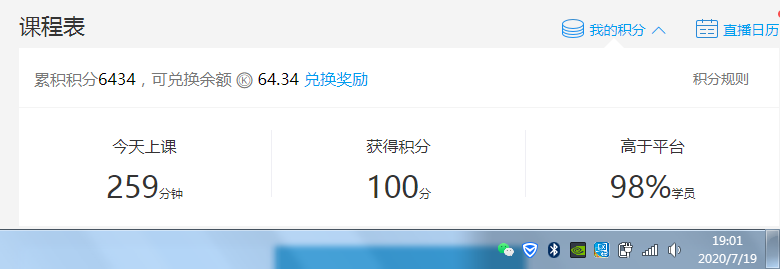 课程表 我的积分 直播日历
累积积分6434，可兑换余额 Ⓚ 64.34 兑换奖励 积分规则
今天上课 获得积分 高于平台
259分钟 100分 98%学员
19:01
2020/7/19